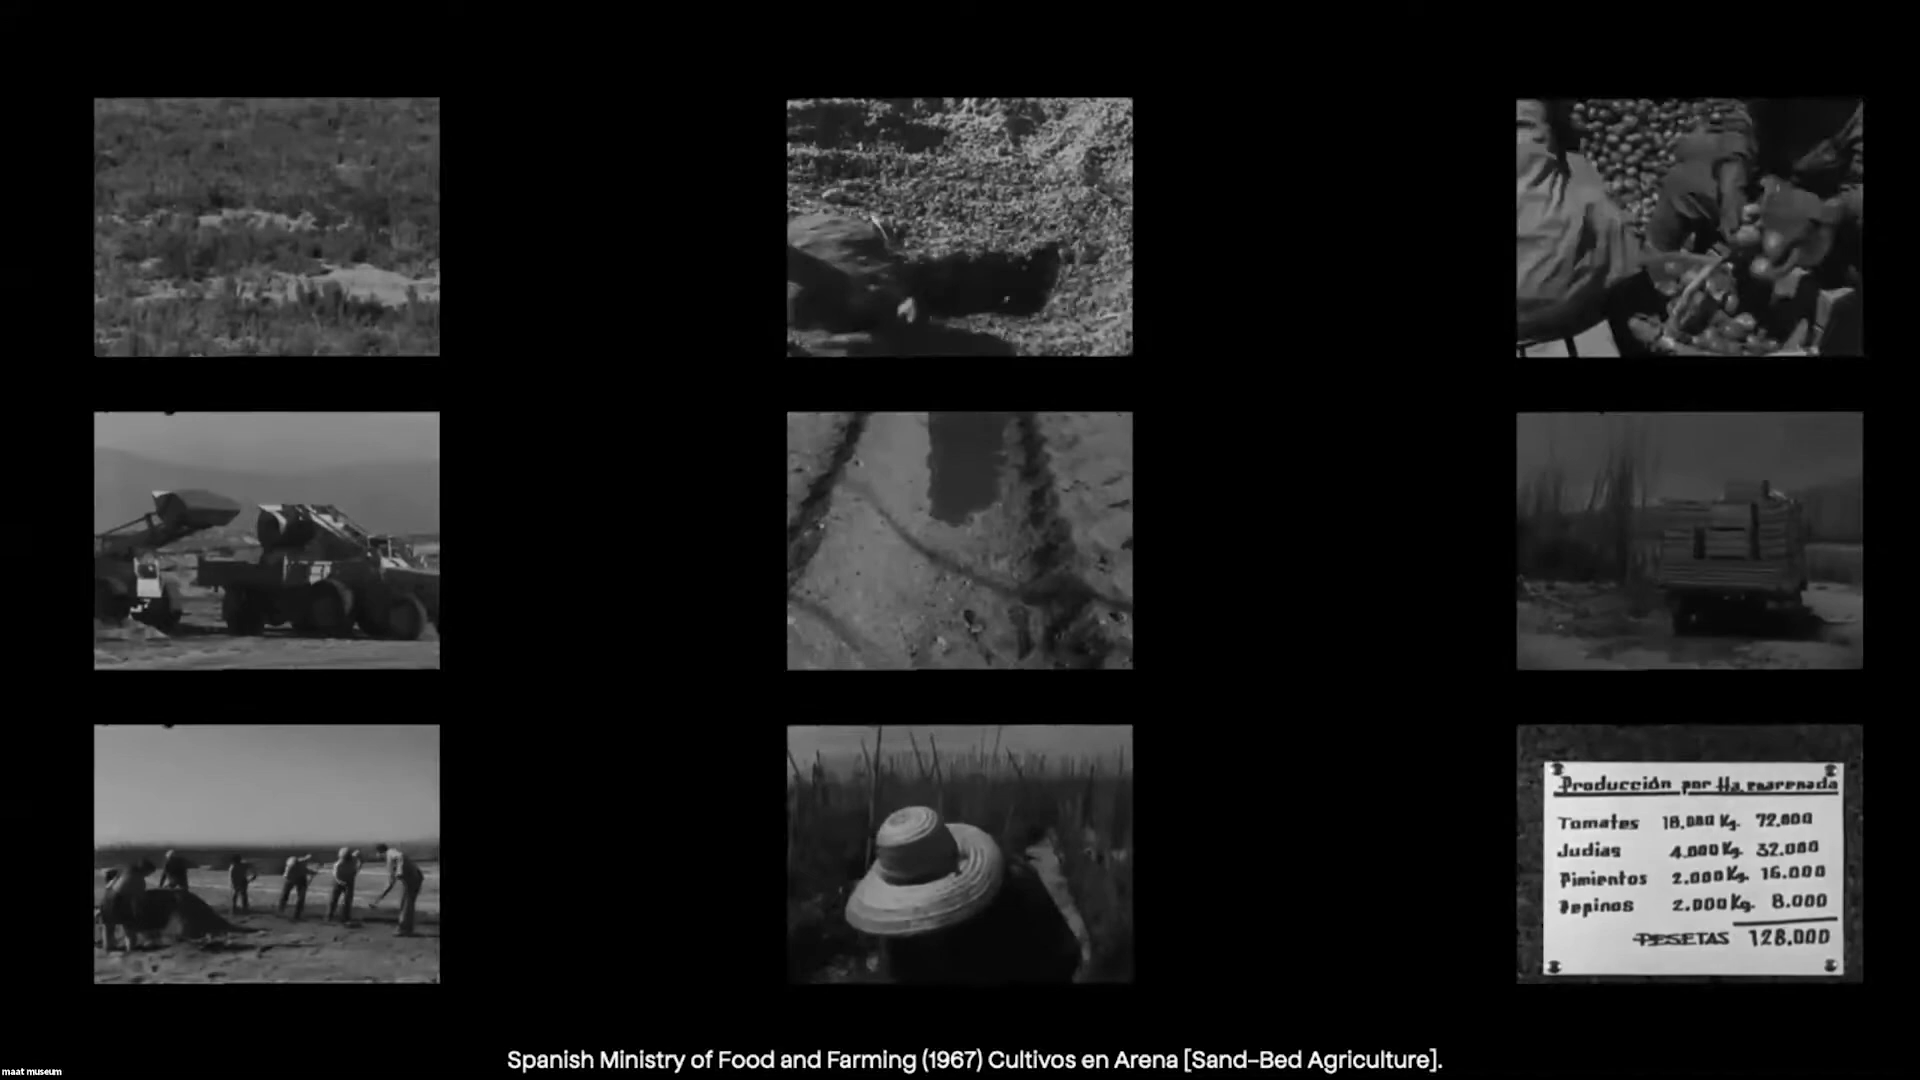 Producción por Ha enarenada
Tomates 18.000 Kg. 72.000
Judias 4.000 Kg. 32.000
Pimientos 2.000 Kg. 16.000
Pepinos 2.000 Kg. 8.000
PESETAS 128.000
Spanish Ministry of Food and Farming (1967) Cultivos en Arena [Sand-Bed Agriculture].
maat museum